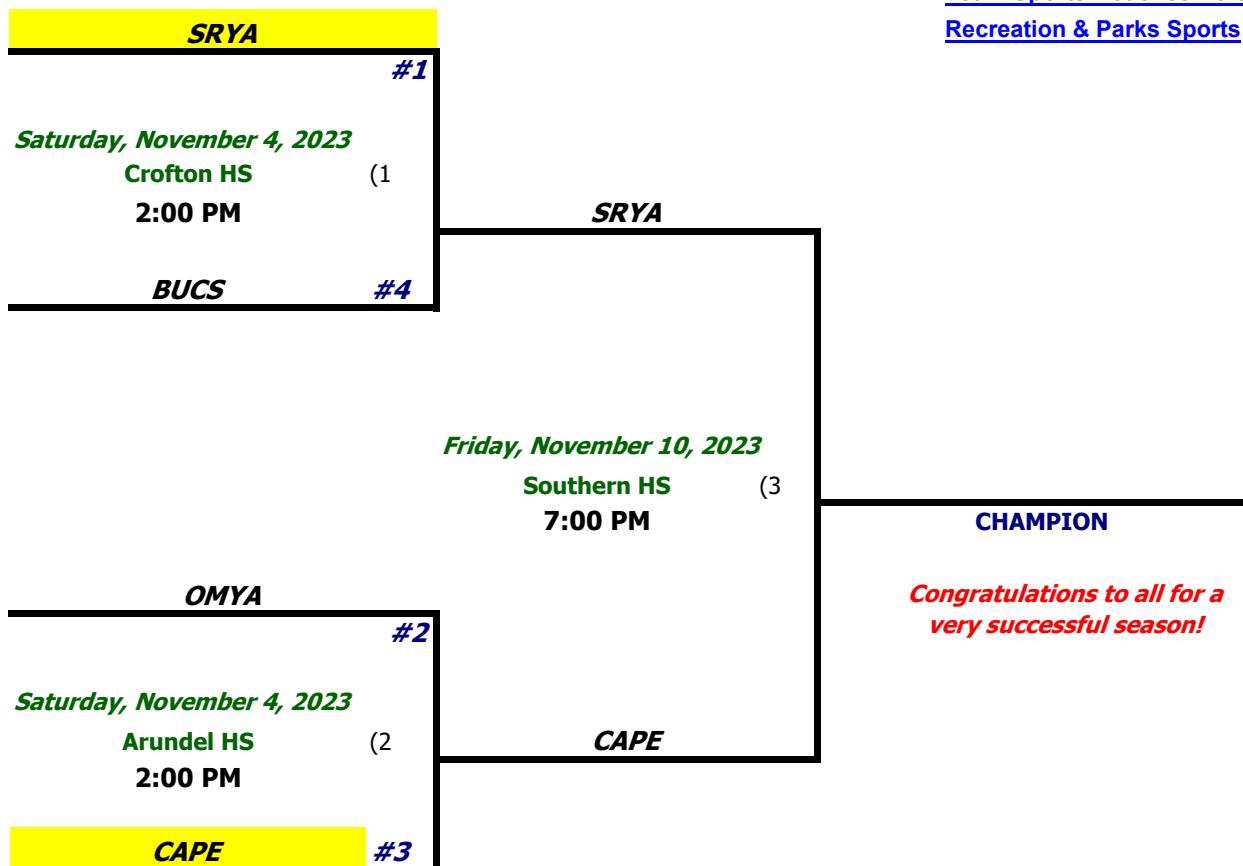 Recreation & Parks Sports
SRYA
#1
Saturday, November 4, 2023
Crofton HS (1
2:00 PM
SRYA
BUCS #4
Friday, November 10, 2023
Southern HS (3
7:00 PM
CHAMPION
OMYA
Congratulations to all for a
very successful season!
#2
Saturday, November 4, 2023
Arundel HS (2
CAPE
2:00 PM
CAPE #3